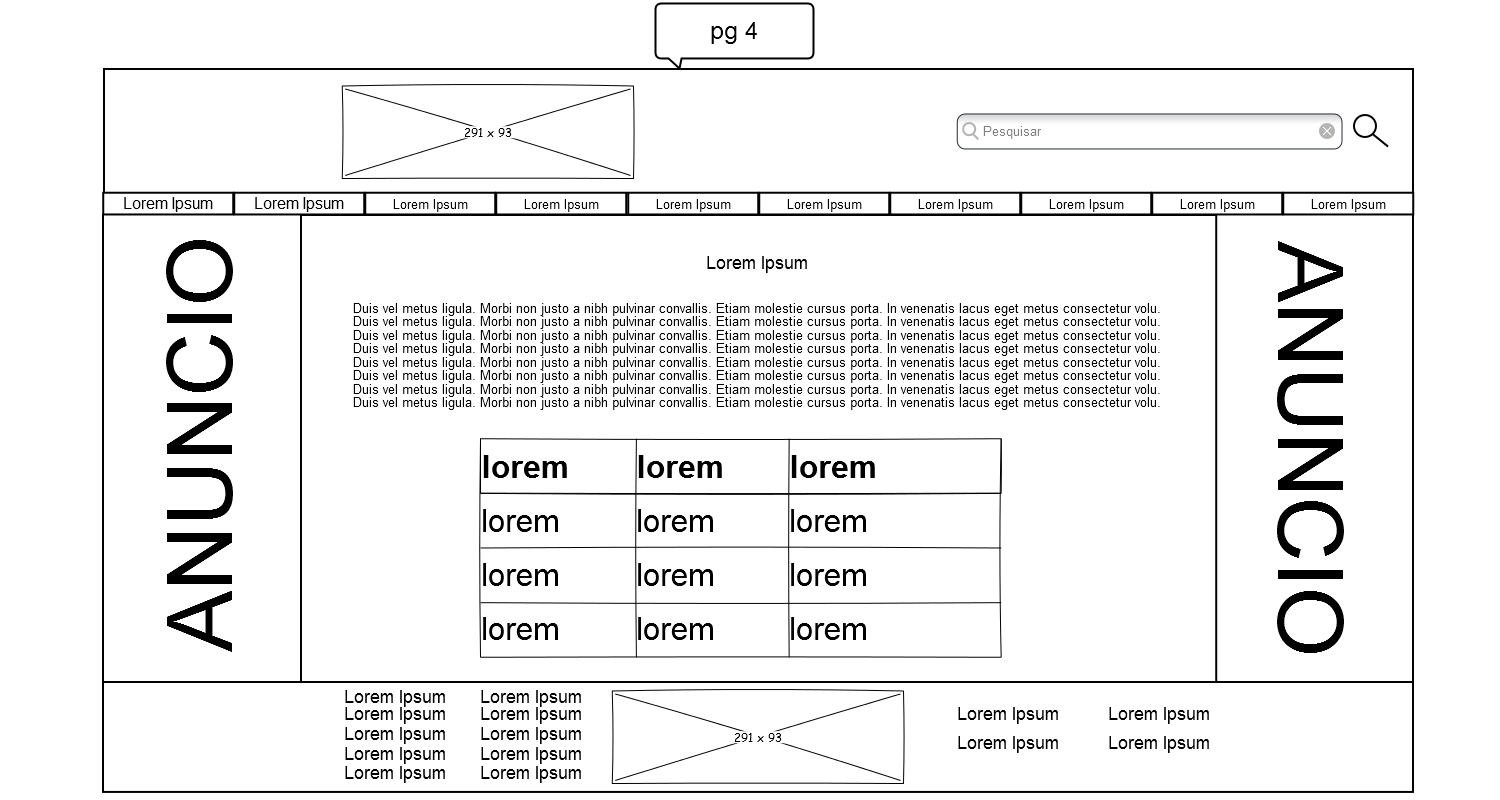 pg 4
291 x 93
Pesquisar
Lorem Ipsum Lorem Ipsum Lorem Ipsum Lorem Ipsum Lorem Ipsum Lorem Ipsum Lorem Ipsum Lorem Ipsum Lorem Ipsum Lorem Ipsum
ANUNCIO
Lorem Ipsum
Duis vel metus ligula. Morbi non justo a nibh pulvinar convallis. Etiam molestie cursus porta. In venenatis lacus eget metus consectetur volu.
Duis vel metus ligula. Morbi non justo a nibh pulvinar convallis. Etiam molestie cursus porta. In venenatis lacus eget metus consectetur volu.
Duis vel metus ligula. Morbi non justo a nibh pulvinar convallis. Etiam molestie cursus porta. In venenatis lacus eget metus consectetur volu.
Duis vel metus ligula. Morbi non justo a nibh pulvinar convallis. Etiam molestie cursus porta. In venenatis lacus eget metus consectetur volu.
Duis vel metus ligula. Morbi non justo a nibh pulvinar convallis. Etiam molestie cursus porta. In venenatis lacus eget metus consectetur volu.
Duis vel metus ligula. Morbi non justo a nibh pulvinar convallis. Etiam molestie cursus porta. In venenatis lacus eget metus consectetur volu.
Duis vel metus ligula. Morbi non justo a nibh pulvinar convallis. Etiam molestie cursus porta. In venenatis lacus eget metus consectetur volu.
Duis vel metus ligula. Morbi non justo a nibh pulvinar convallis. Etiam molestie cursus porta. In venenatis lacus eget metus consectetur volu.
lorem lorem lorem
lorem lorem lorem
lorem lorem lorem
lorem lorem lorem
ANUNCIO
Lorem Ipsum Lorem Ipsum
Lorem Ipsum Lorem Ipsum
Lorem Ipsum Lorem Ipsum
Lorem Ipsum Lorem Ipsum
Lorem Ipsum Lorem Ipsum
291 x 93
Lorem Ipsum Lorem Ipsum
Lorem Ipsum Lorem Ipsum